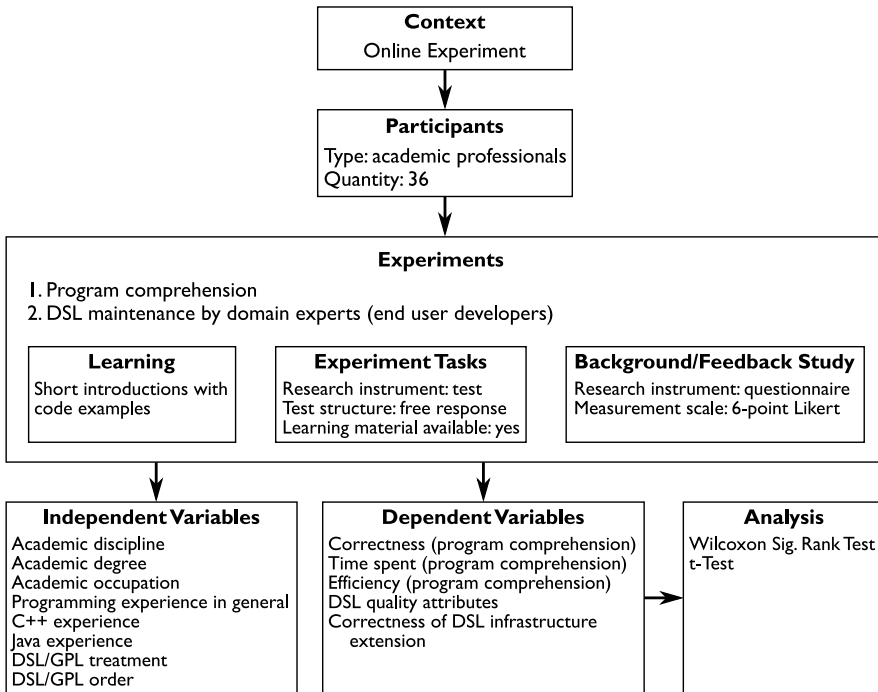 Context
Online Experiment
Participants
Type: academic professionals
Quantity: 36
Experiments
1. Program comprehension
2. DSL maintenance by domain experts (end user developers)
Learning
Short introductions with
code examples
Experiment Tasks
Research instrument: test
Test structure: free response
Learning material available: yes
Background/Feedback Study
Research instrument: questionnaire
Measurement scale: 6-point Likert
Independent Variables
Academic discipline
Academic degree
Academic occupation
Programming experience in general
C++ experience
Java experience
DSL/GPL treatment
DSL/GPL order
Dependent Variables
Correctness (program comprehension)
Time spent (program comprehension)
Efficiency (program comprehension)
DSL quality attributes
Correctness of DSL infrastructure
extension
Analysis
Wilcoxon Sig. Rank Test
t-Test